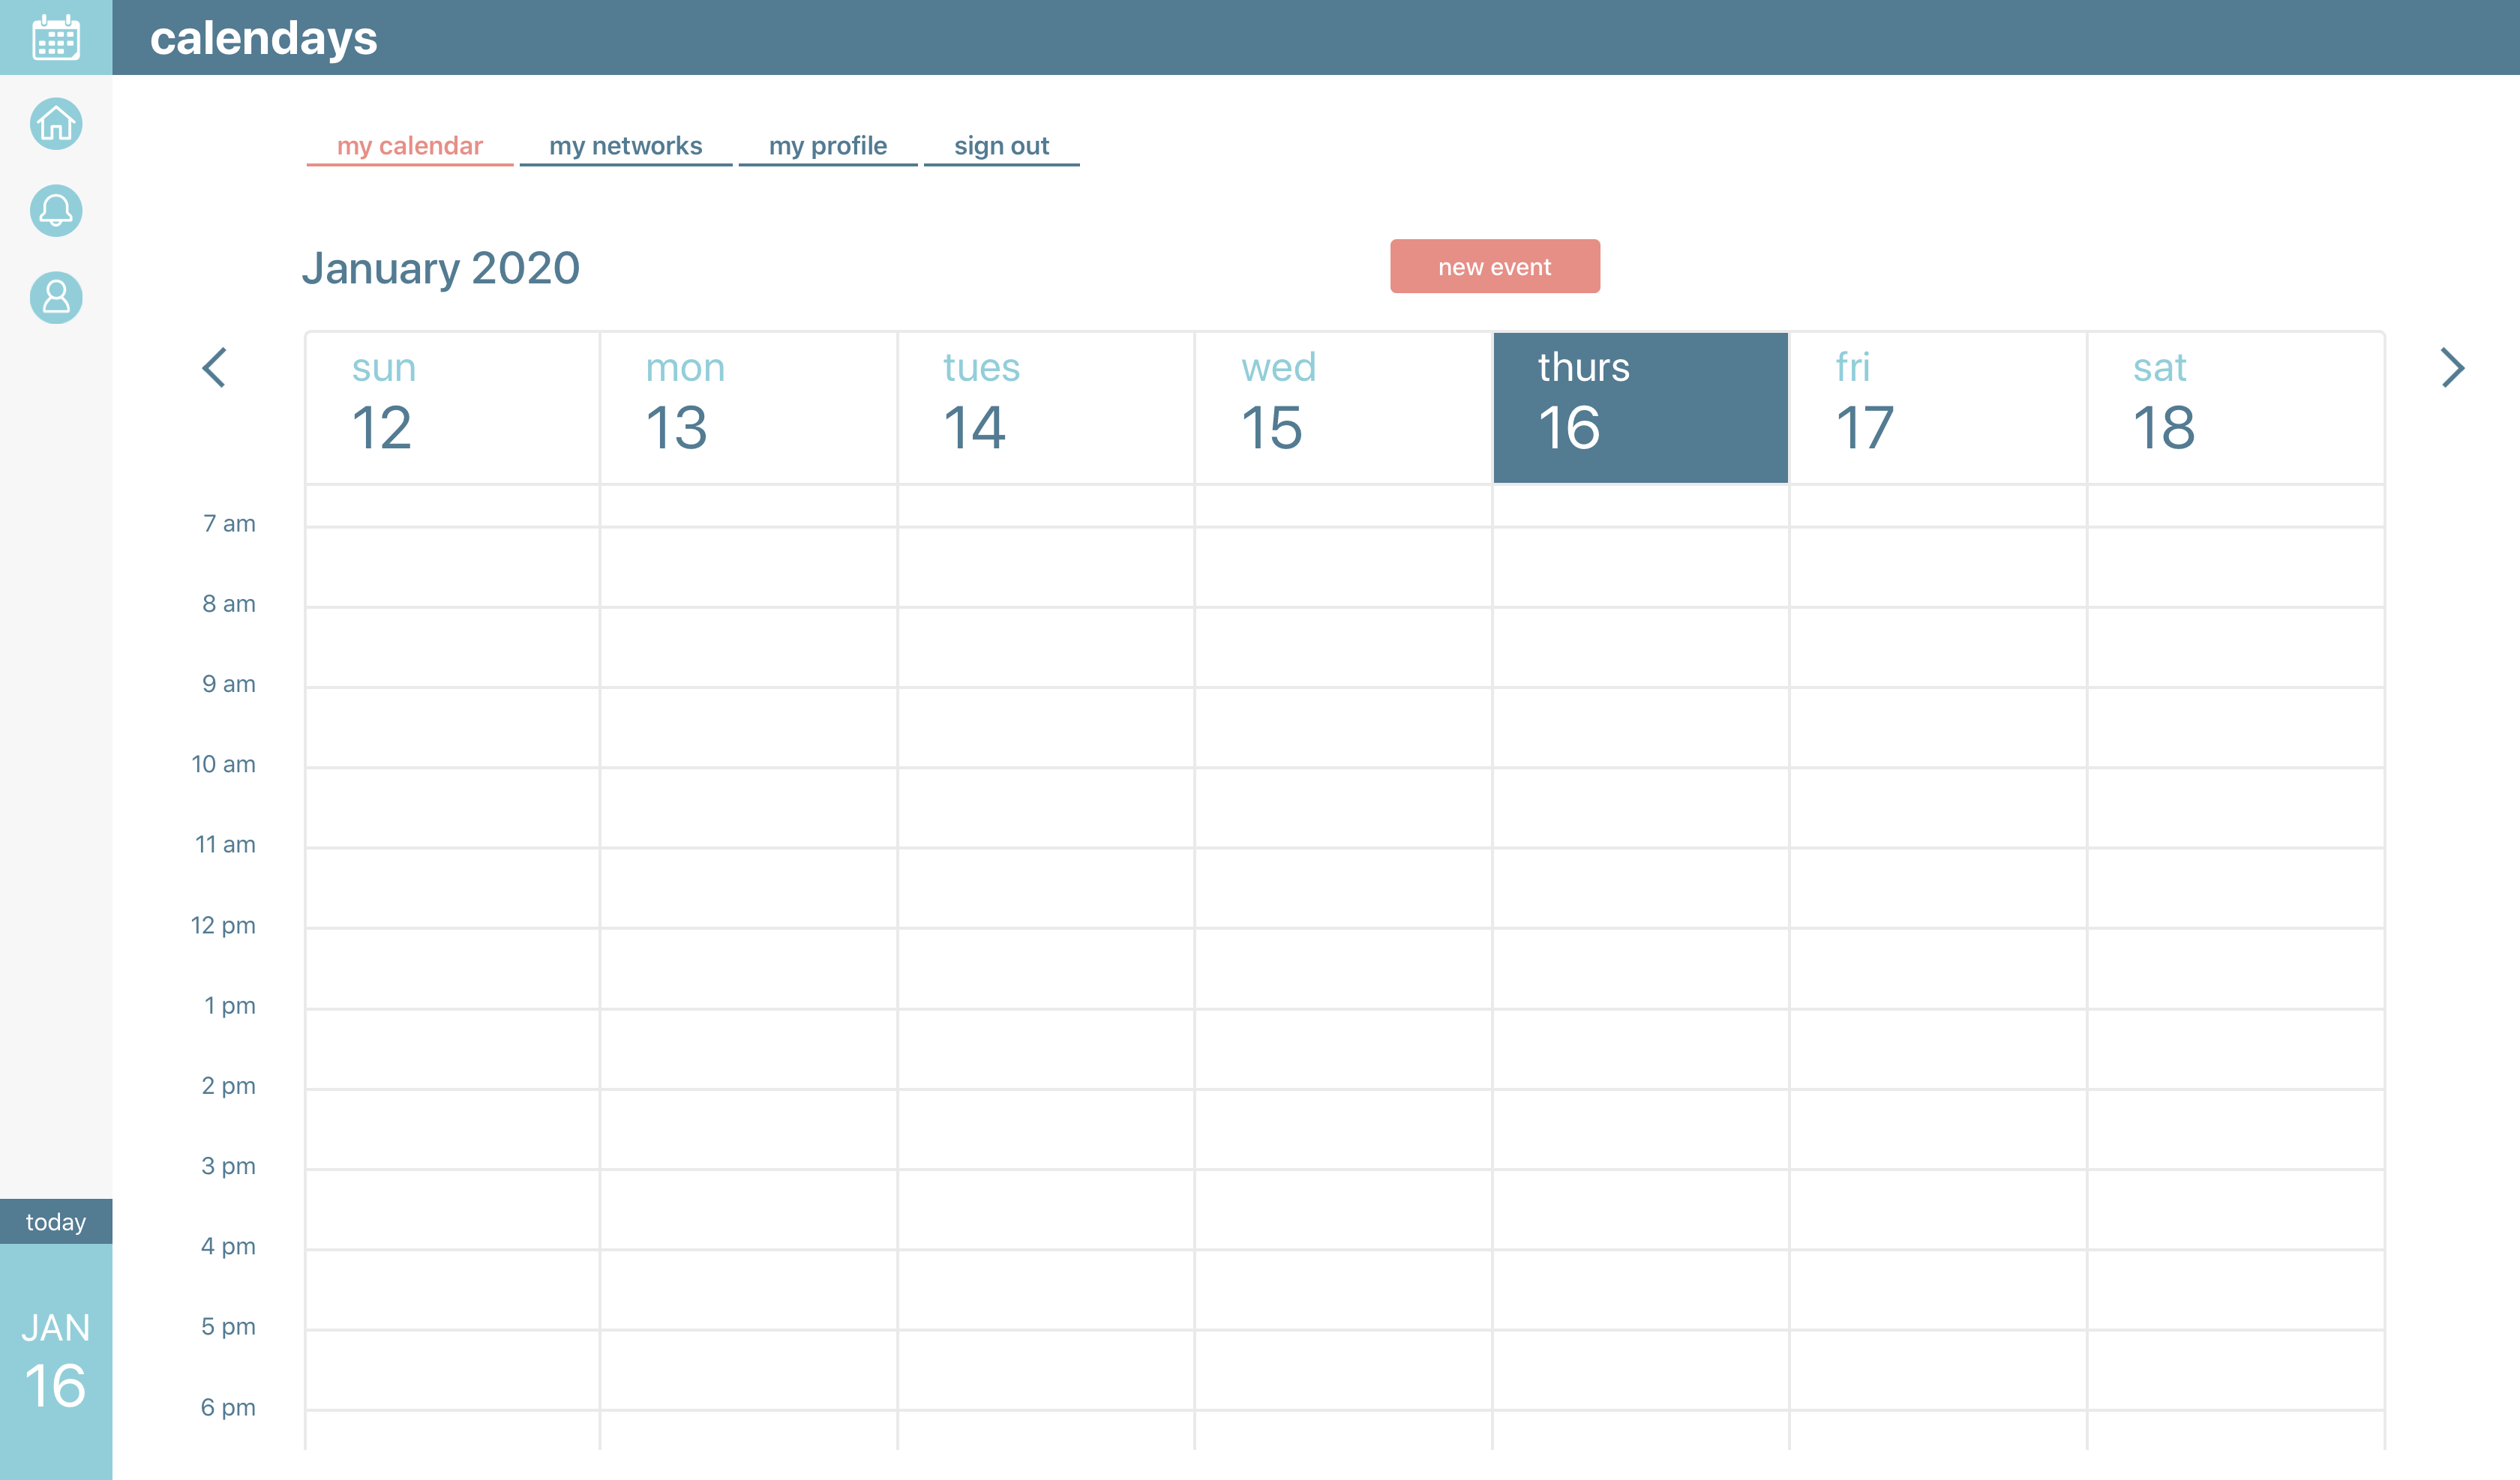 calendays
my calendar my networks my profile sign out
January 2020
new event
sun mon tues wed thurs fri sat
12 13 14 15 16 17 18
7 am
8 am
9 am
10 am
11 am
12 pm
1 pm
2 pm
3 pm
4 pm
5 pm
6 pm
today
JAN
16